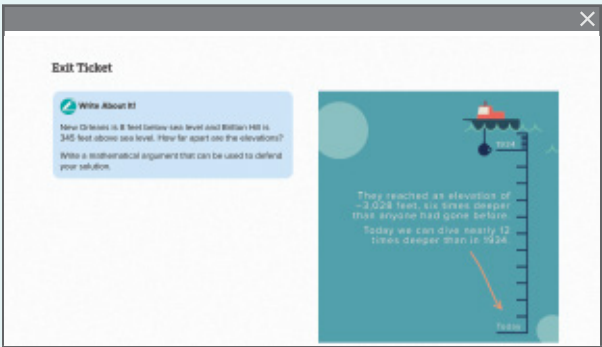 Exit Ticket
Write About It!
New Orleans is 8 feet below sea level and Britton Hill is
345 feet above sea level. How far apart are the elevations?
Write a mathematical argument that can be used to defend
your solution.
1934
They reached an elevation of
–3,028 feet, six times deeper
than anyone had gone before.
Today we can dive nearly 12
times deeper than in 1934.
Today